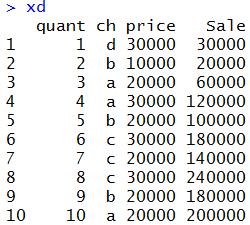 > xd
quant ch price Sale
1 1 d 30000 30000
2 2 b 10000 20000
3 3 a 20000 60000
4 4 a 30000 120000
5 5 b 20000 100000
6 6 c 30000 180000
7 7 c 20000 140000
8 8 c 30000 240000
9 9 b 20000 180000
10 10 a 20000 200000